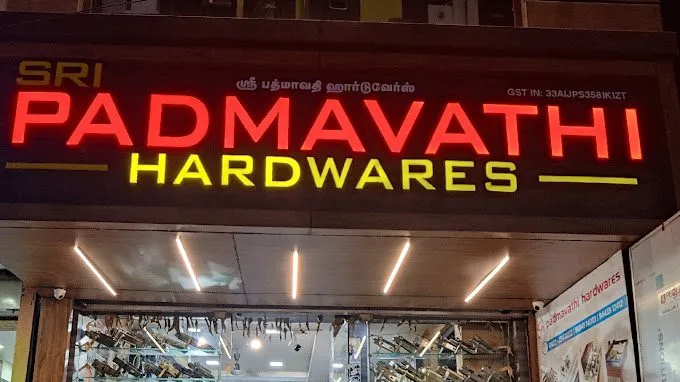 SRI
ஸ்ரீ பத்மாவதி ஹார்டுவேர்ஸ்
GST IN: 33AIJPS3581K1ZT
PADMAVATHI
HARDWARES
padmavathi hardwares